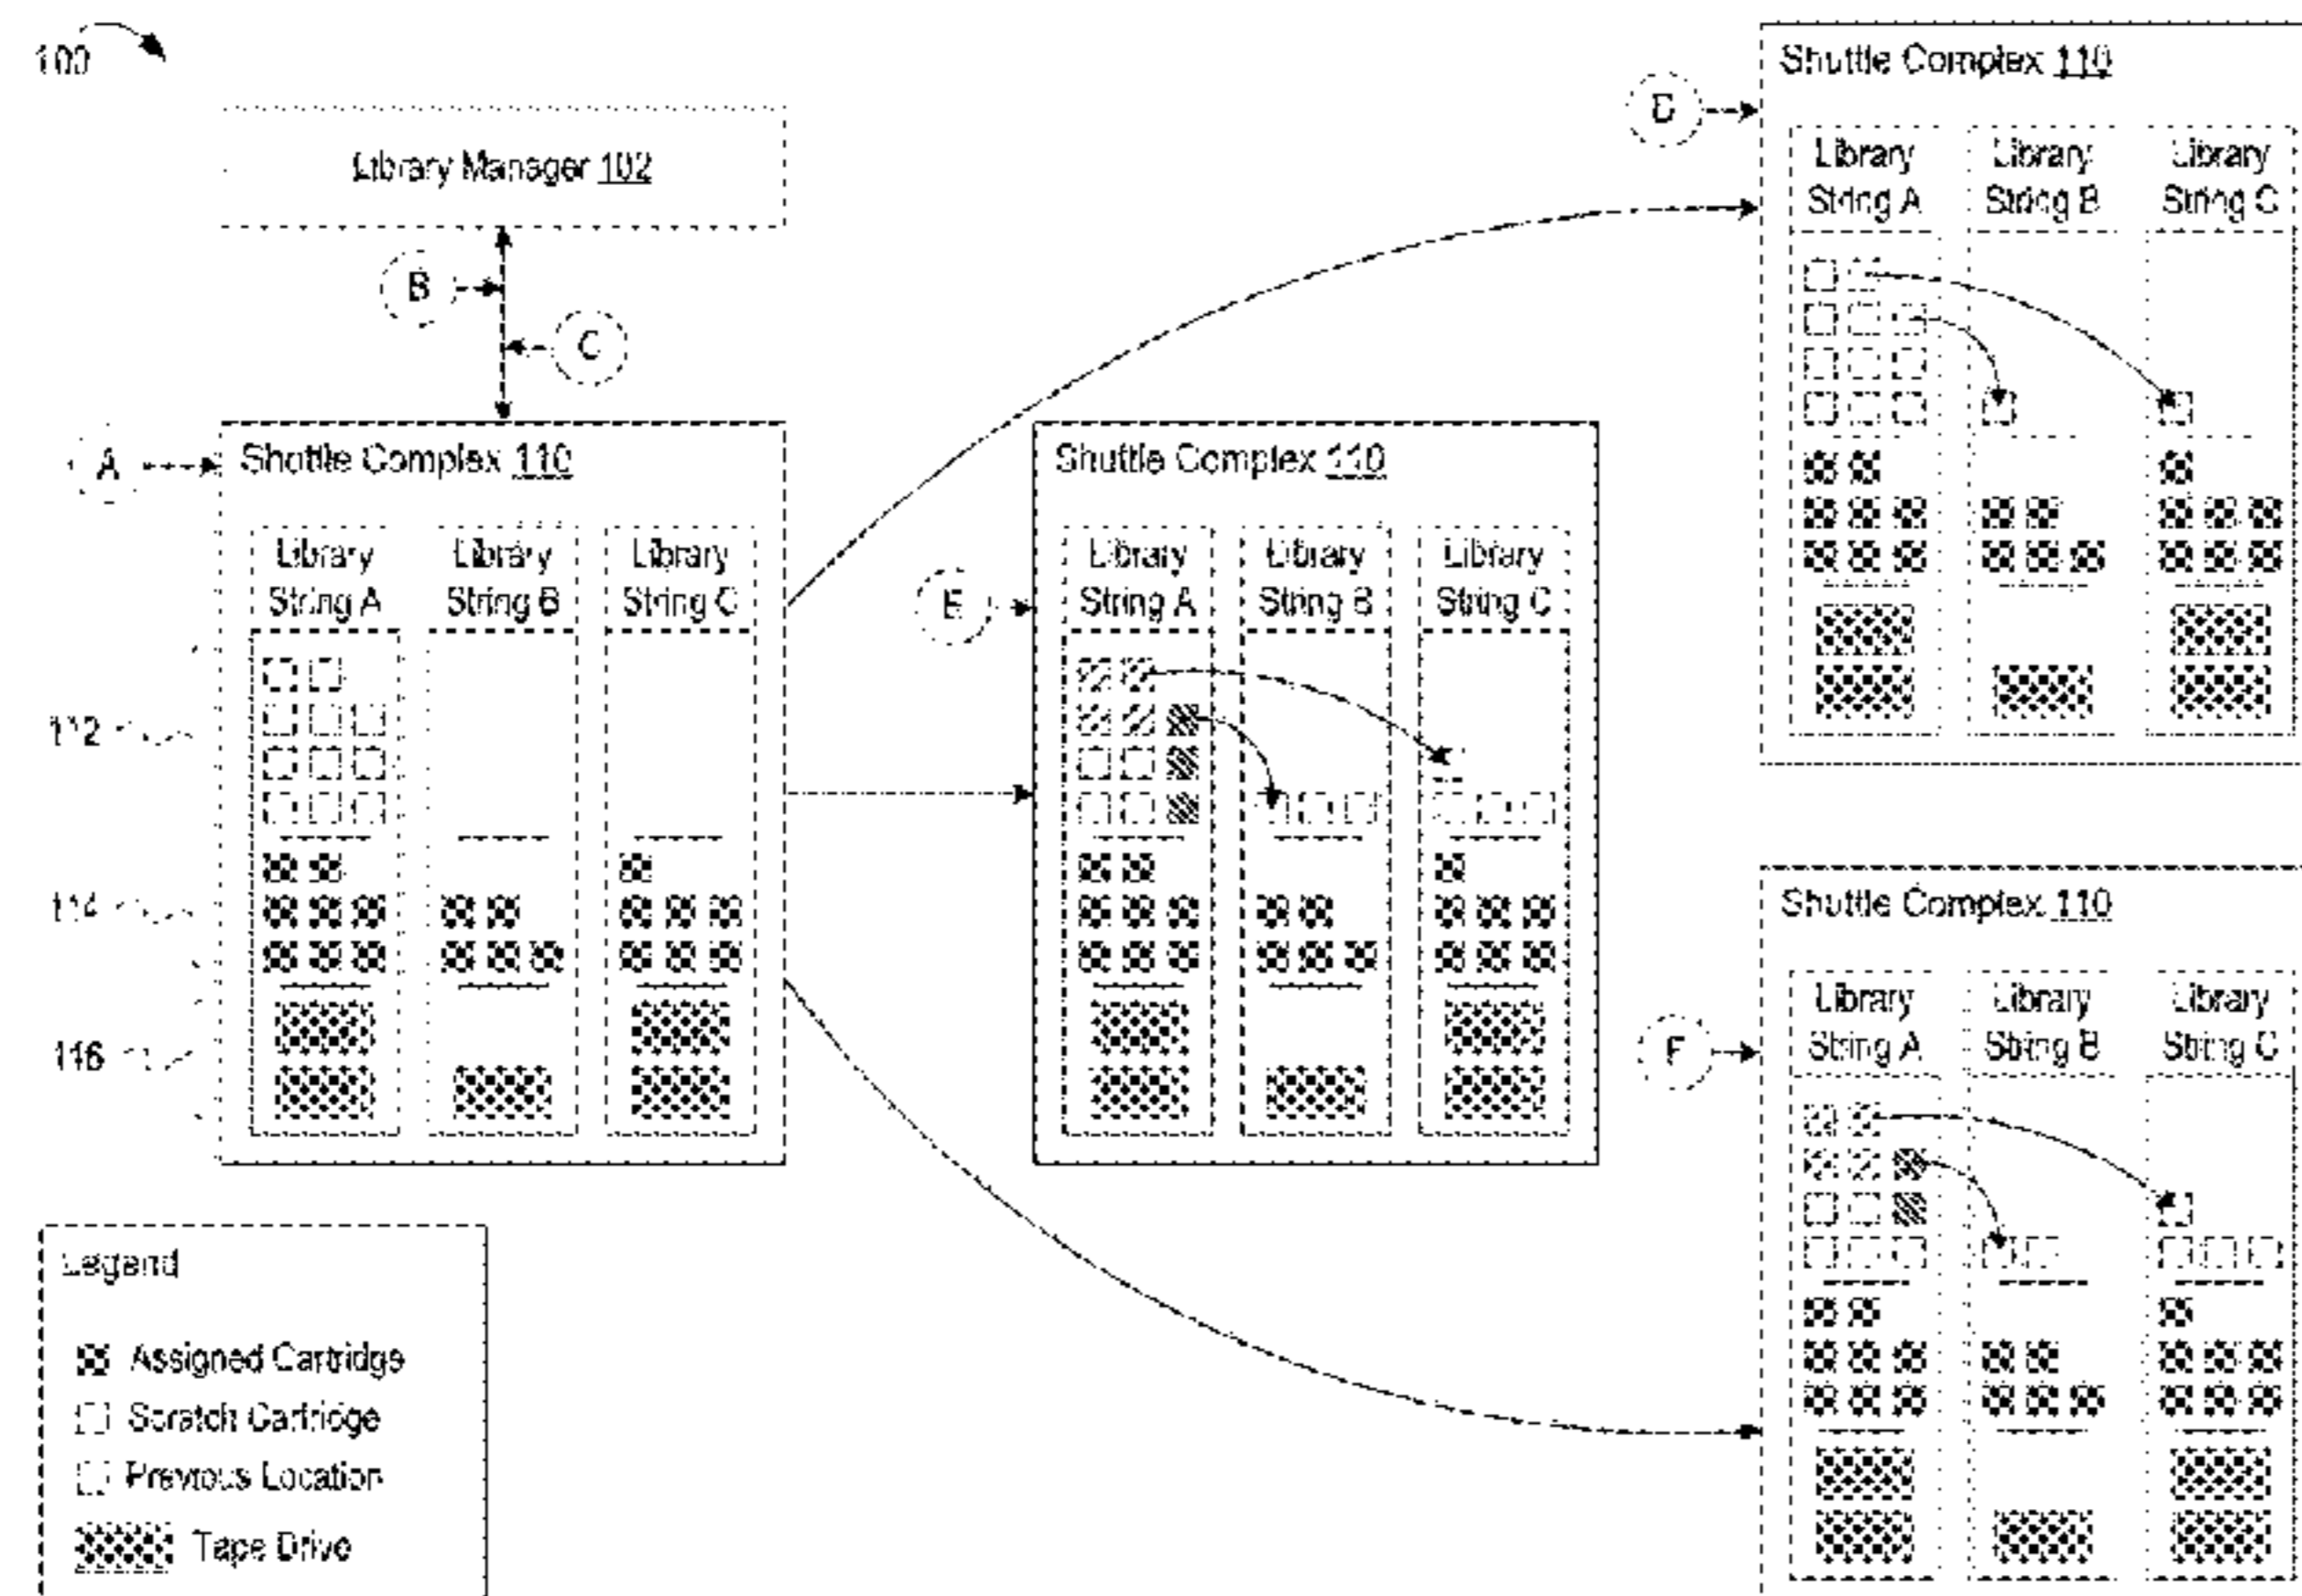 100
Library Manager 102
B
C
A
Shuttle Complex 110
Library String A
Library String B
Library String C
112
114
116
E
Shuttle Complex 110
Library String A
Library String B
Library String C
D
Shuttle Complex 110
Library String A
Library String B
Library String C
F
Shuttle Complex 110
Library String A
Library String B
Library String C
Legend
Assigned Cartridge
Scratch Cartridge
Previous Location
Tape Drive